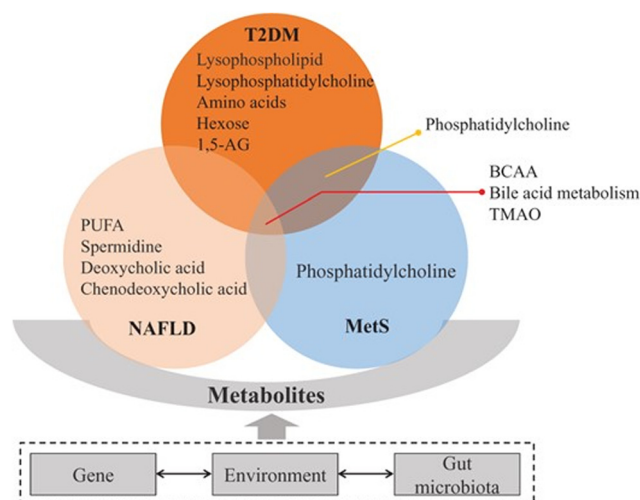 T2DM
Lysophospholipid
Lysophosphatidylcholine
Amino acids
Hexose
1,5-AG
Phosphatidylcholine
BCAA
Bile acid metabolism
TMAO
PUFA
Spermidine
Deoxycholic acid
Chenodeoxycholic acid
NAFLD
Phosphatidylcholine
MetS
Metabolites
Gene
Environment
Gut
microbiota